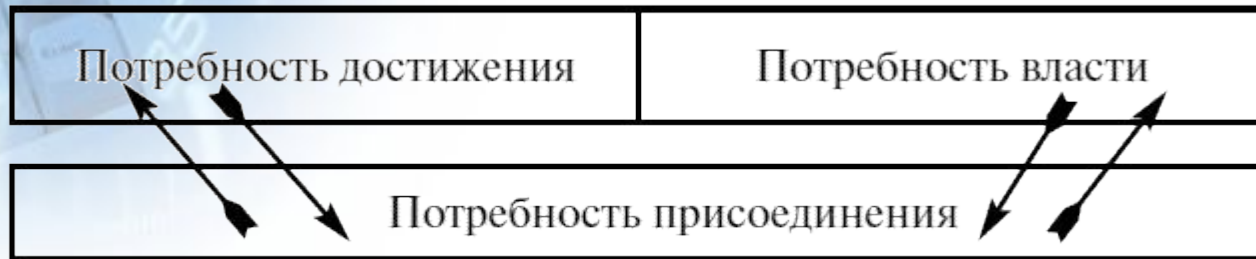 Потребность достижения
Потребность власти
Потребность присоединения